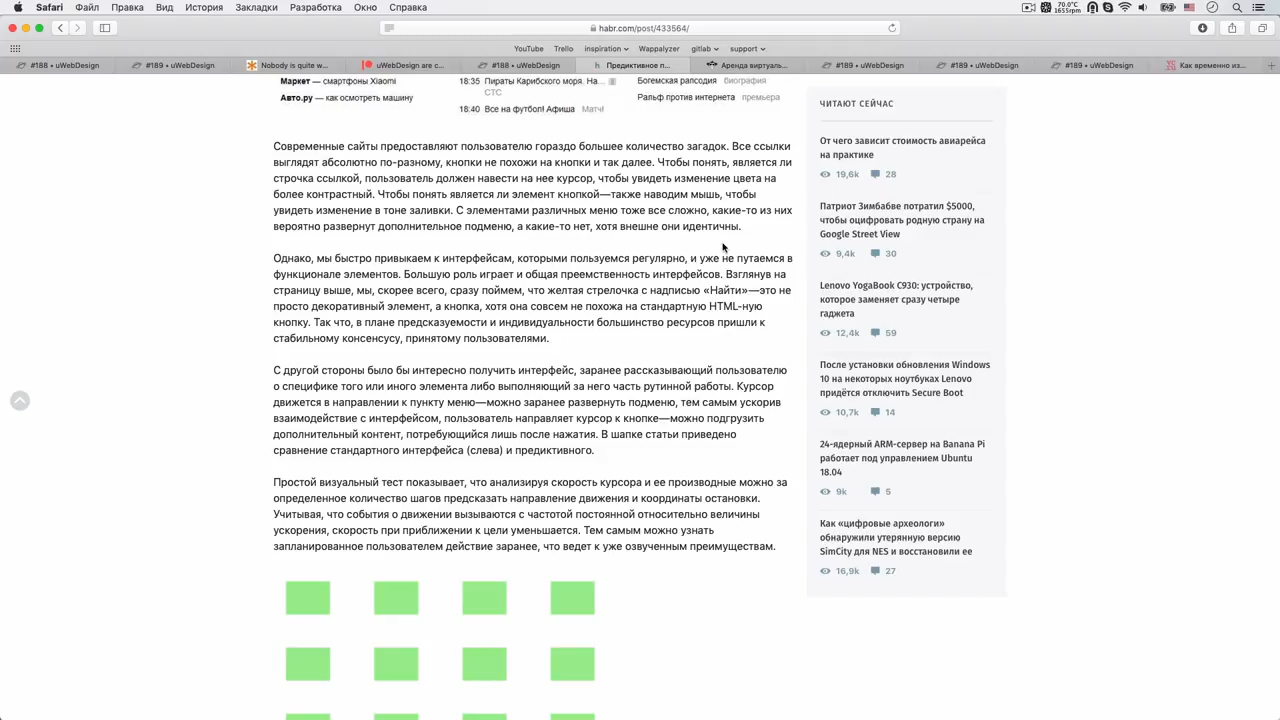 Safari Файл Правка Вид История Закладки Разработка Окно Справка
70.0°C
1655rpm
habr.com/post/433564/
YouTube Trello inspiration Wappalyzer gitlab support
#188 • uWebDesign #189 • uWebDesign Nobody is quite w... uWebDesign are c... #188 • uWebDesign Предиктивное п... Аренда виртуаль... #189 • uWebDesign #189 • uWebDesign #189 • uWebDesign Как временно из...
Маркет — смартфоны Xiaomi
Авто.ру — как осмотреть машину
18:35 Пираты Карибского моря. На...
СТС
18:40 Все на футбол! Афиша Матч!
Богемская рапсодия биография
Ральф против интернета премьера
Современные сайты предоставляют пользователю гораздо большее количество загадок. Все ссылки
выглядят абсолютно по-разному, кнопки не похожи на кнопки и так далее. Чтобы понять, является ли
строчка ссылкой, пользователь должен навести на нее курсор, чтобы увидеть изменение цвета на
более контрастный. Чтобы понять является ли элемент кнопкой—также наводим мышь, чтобы
увидеть изменение в тоне заливки. С элементами различных меню тоже все сложно, какие-то из них
вероятно развернут дополнительное подменю, а какие-то нет, хотя внешне они идентичны.
Однако, мы быстро привыкаем к интерфейсам, которыми пользуемся регулярно, и уже не путаемся в
функционале элементов. Большую роль играет и общая преемственность интерфейсов. Взглянув на
страницу выше, мы, скорее всего, сразу поймем, что желтая стрелочка с надписью «Найти»—это не
просто декоративный элемент, а кнопка, хотя она совсем не похожа на стандартную HTML-ную
кнопку. Так что, в плане предсказуемости и индивидуальности большинство ресурсов пришли к
стабильному консенсусу, принятому пользователями.
С другой стороны было бы интересно получить интерфейс, заранее рассказывающий пользователю
о специфике того или иного элемента либо выполняющий за него часть рутинной работы. Курсор
движется в направлении к пункту меню—можно заранее развернуть подменю, тем самым ускорив
взаимодействие с интерфейсом, пользователь направляет курсор к кнопке—можно подгрузить
дополнительный контент, потребующийся лишь после нажатия. В шапке статьи приведено
сравнение стандартного интерфейса (слева) и предиктивного.
Простой визуальный тест показывает, что анализируя скорость курсора и ее производные можно за
определенное количество шагов предсказать направление движения и координаты остановки.
Учитывая, что события о движении вызываются с частотой постоянной относительно величины
ускорения, скорость при приближении к цели уменьшается. Тем самым можно узнать
запланированное пользователем действие заранее, что ведет к уже озвученным преимуществам.
ЧИТАЮТ СЕЙЧАС
От чего зависит стоимость авиарейса
на практике
19,6k 28
Патриот Зимбабве потратил $5000,
чтобы оцифровать родную страну на
Google Street View
9,4k 30
Lenovo YogaBook C930: устройство,
которое заменяет сразу четыре
гаджета
12,4k 59
После установки обновления Windows
10 на некоторых ноутбуках Lenovo
придётся отключить Secure Boot
10,7k 14
24-ядерный ARM-сервер на Banana Pi
работает под управлением Ubuntu
18.04
9k 5
Как «цифровые археологи»
обнаружили утерянную версию
SimCity для NES и восстановили ее
16,9k 27